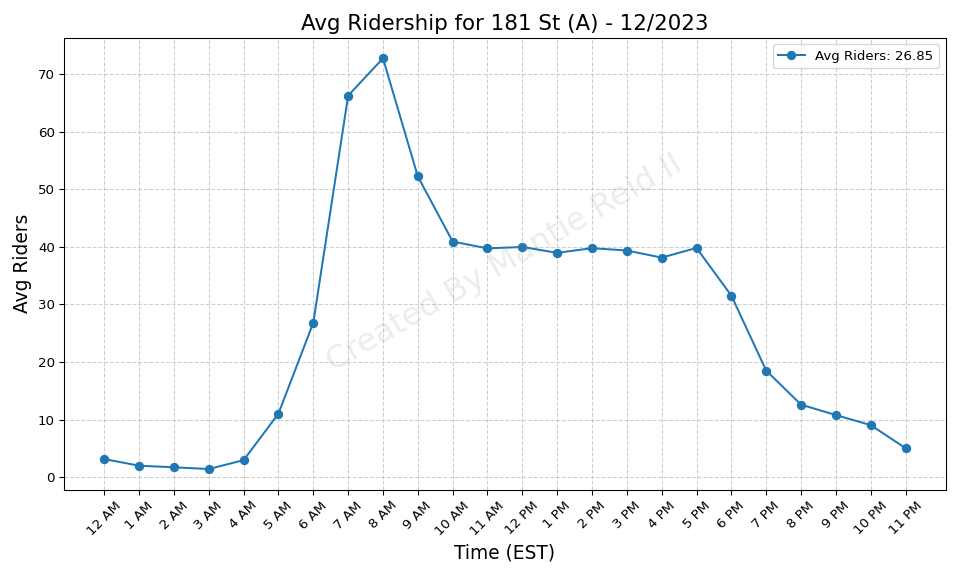 Avg Ridership for 181 St (A) - 12/2023
Avg Riders: 26.85
70
60
50
40
30
20
10
0
Avg Riders
Created By Mantie Reid II
12 AM
1 AM
2 AM
3 AM
4 AM
5 AM
6 AM
7 AM
8 AM
9 AM
10 AM
11 AM
12 PM
1 PM
2 PM
3 PM
4 PM
5 PM
6 PM
7 PM
8 PM
9 PM
10 PM
11 PM
Time (EST)